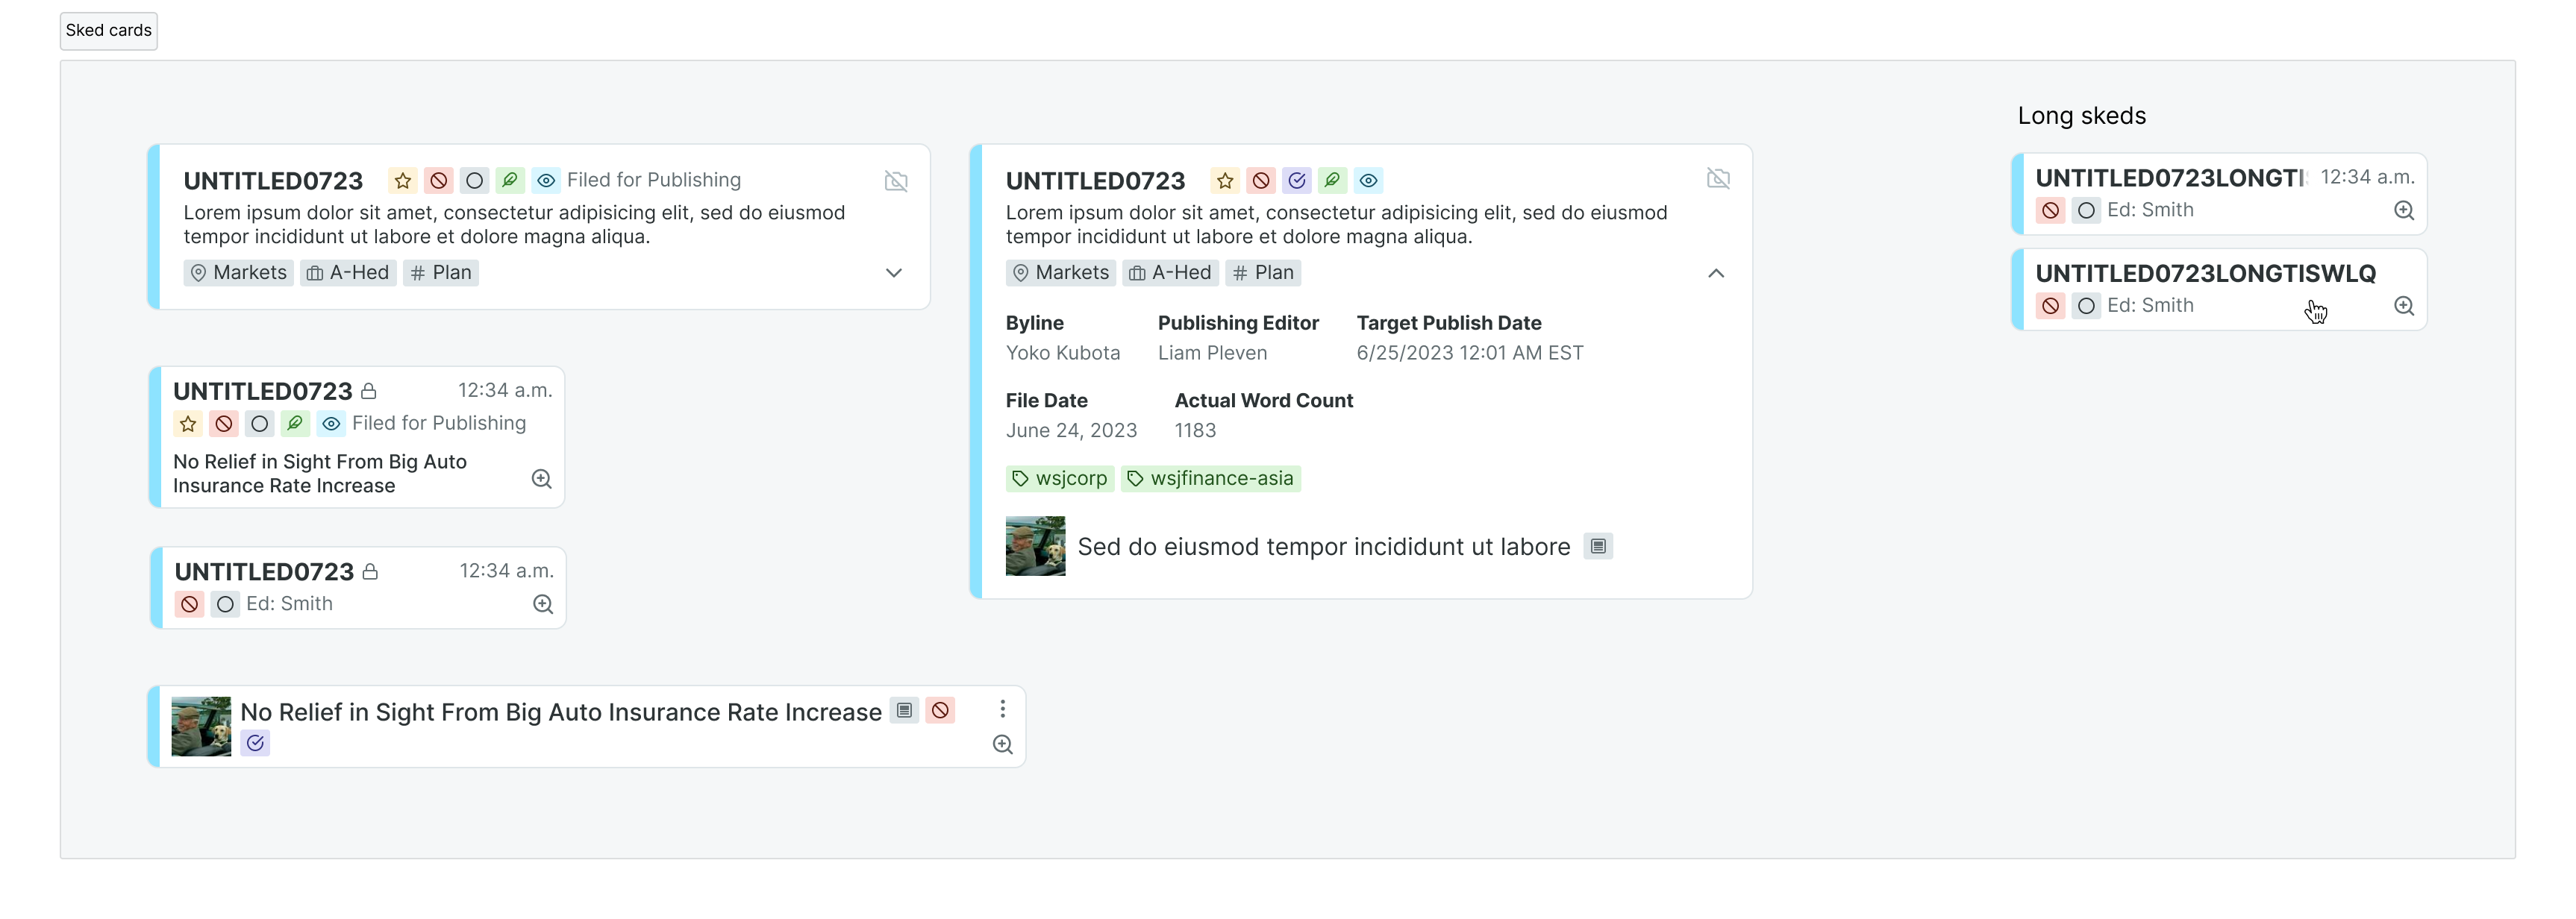 Sked cards
UNTITLED0723 Filed for Publishing
Lorem ipsum dolor sit amet, consectetur adipisicing elit, sed do eiusmod
tempor incididunt ut labore et dolore magna aliqua.
Markets A-Hed # Plan
UNTITLED0723 12:34 a.m.
Filed for Publishing
No Relief in Sight From Big Auto
Insurance Rate Increase
UNTITLED0723 12:34 a.m.
Ed: Smith
No Relief in Sight From Big Auto Insurance Rate Increase
UNTITLED0723
Lorem ipsum dolor sit amet, consectetur adipisicing elit, sed do eiusmod
tempor incididunt ut labore et dolore magna aliqua.
Markets A-Hed # Plan
Byline Publishing Editor Target Publish Date
Yoko Kubota Liam Pleven 6/25/2023 12:01 AM EST
File Date Actual Word Count
June 24, 2023 1183
wsjcorp wsjfinance-asia
Sed do eiusmod tempor incididunt ut labore
Long skeds
UNTITLED0723LONGTI 12:34 a.m.
Ed: Smith
UNTITLED0723LONGTISWLQ
Ed: Smith